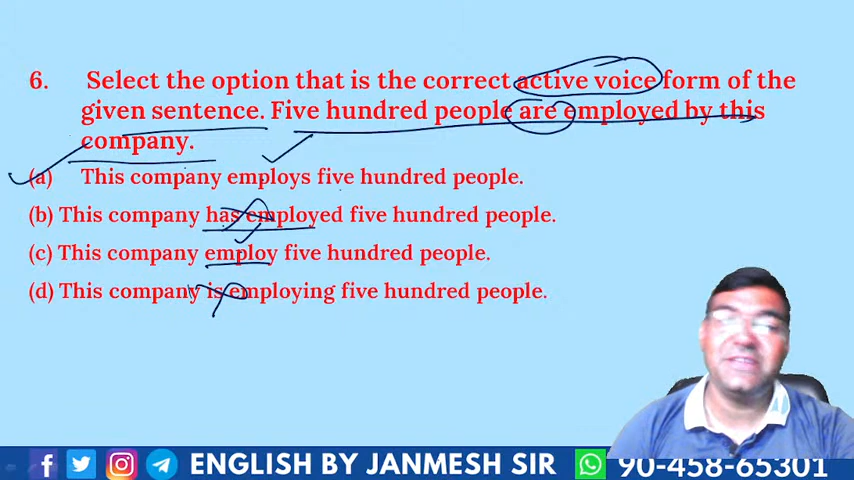 6. Select the option that is the correct active voice form of the
given sentence. Five hundred people are employed by this
company.
(a) This company employs five hundred people.
(b) This company has employed five hundred people.
(c) This company employ five hundred people.
(d) This company is employing five hundred people.
ENGLISH BY JANMESH SIR 90-458-65301